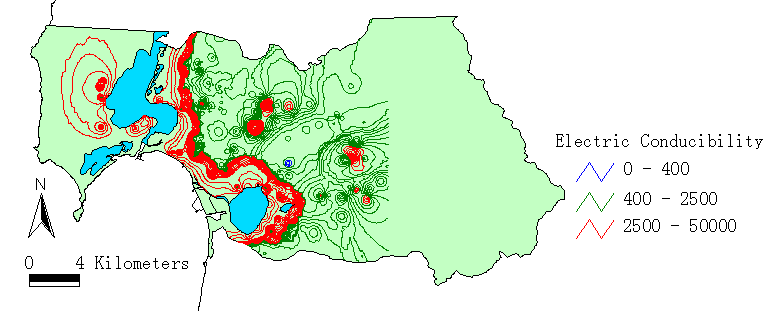 Electric Conducibility
0 - 400
400 - 2500
2500 - 50000
N
0 4 Kilometers